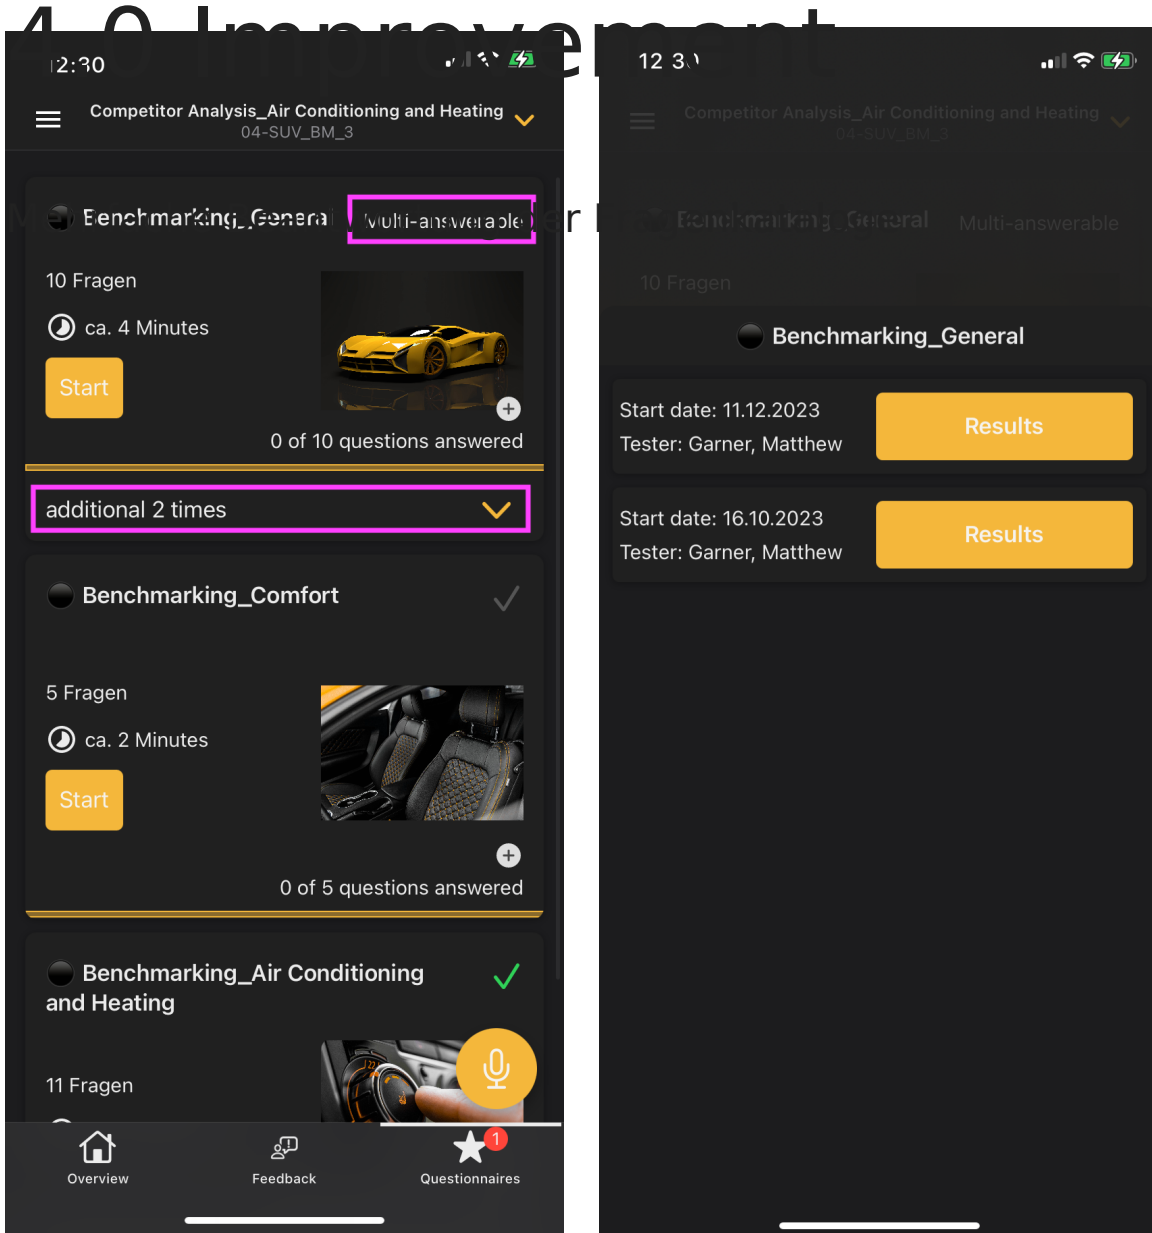 4.0 Improvement
12:30
Competitor Analysis_Air Conditioning and Heating
04-SUV_BM_3
Benchmarking_General
Multi-answerable
10 Fragen
ca. 4 Minutes
Start
0 of 10 questions answered
additional 2 times
Benchmarking_Comfort
5 Fragen
ca. 2 Minutes
Start
0 of 5 questions answered
Benchmarking_Air Conditioning
and Heating
22
11 Fragen
Overview
Feedback
1
Questionnaires
12:30
Competitor Analysis_Air Conditioning and Heating
04-SUV_BM_3
Benchmarking_General
Multi-answerable
10 Fragen
Benchmarking_General
Start date: 11.12.2023
Tester: Garner, Matthew
Results
Start date: 16.10.2023
Tester: Garner, Matthew
Results